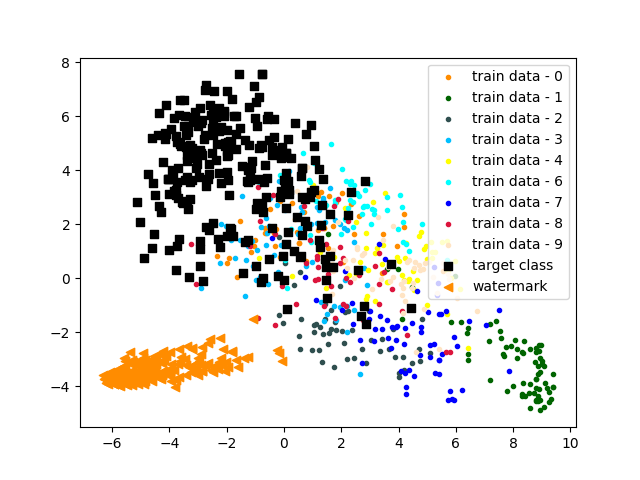 8
6
4
2
0
−2
−4
−6
−4
−2
0
2
4
6
8
10
train data - 0
train data - 1
train data - 2
train data - 3
train data - 4
train data - 6
train data - 7
train data - 8
train data - 9
target class
watermark